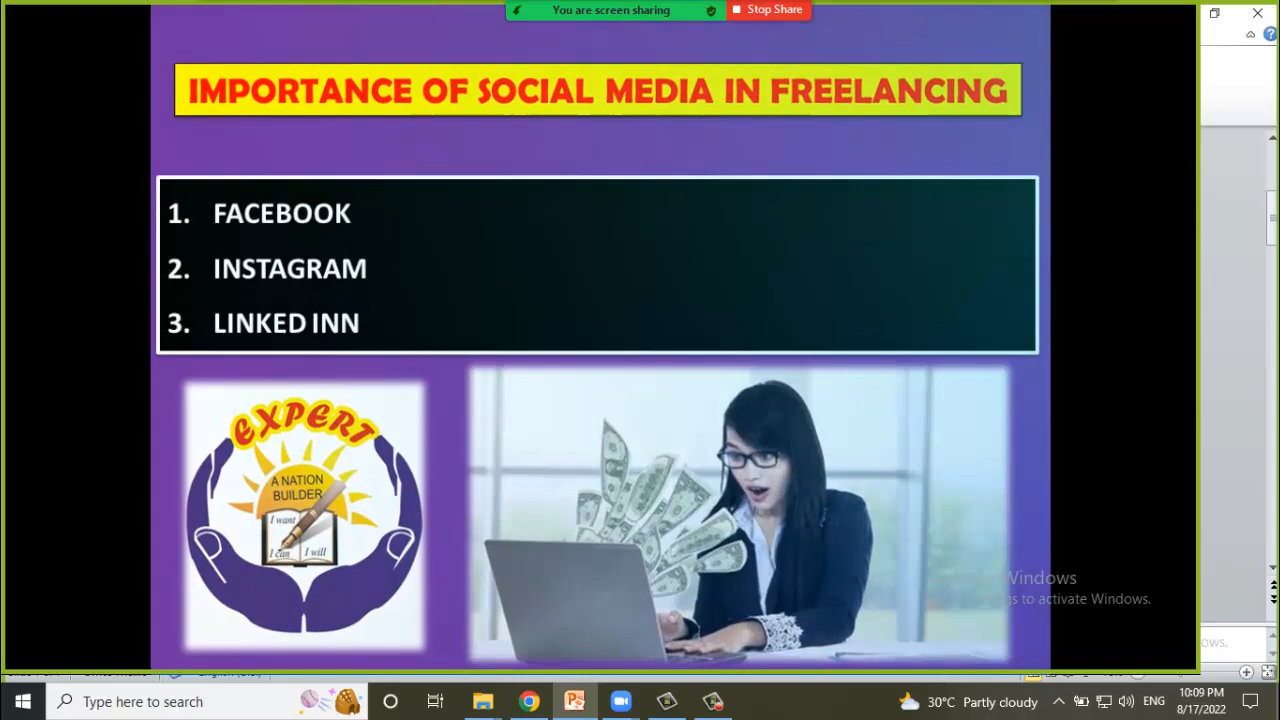 You are screen sharing
Stop Share
IMPORTANCE OF SOCIAL MEDIA IN FREELANCING
1. FACEBOOK
2. INSTAGRAM
3. LINKED INN
EXPERT
A NATION
BUILDER
I want
I can I will
Windows
to activate Windows.
ows.
Type here to search
30°C Partly cloudy
ENG
10:09 PM
8/17/2022